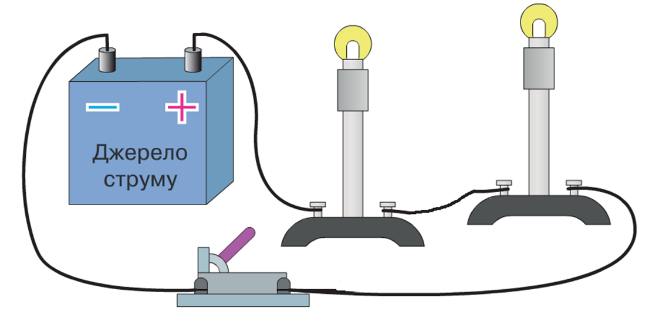 − +
Джерело
струму